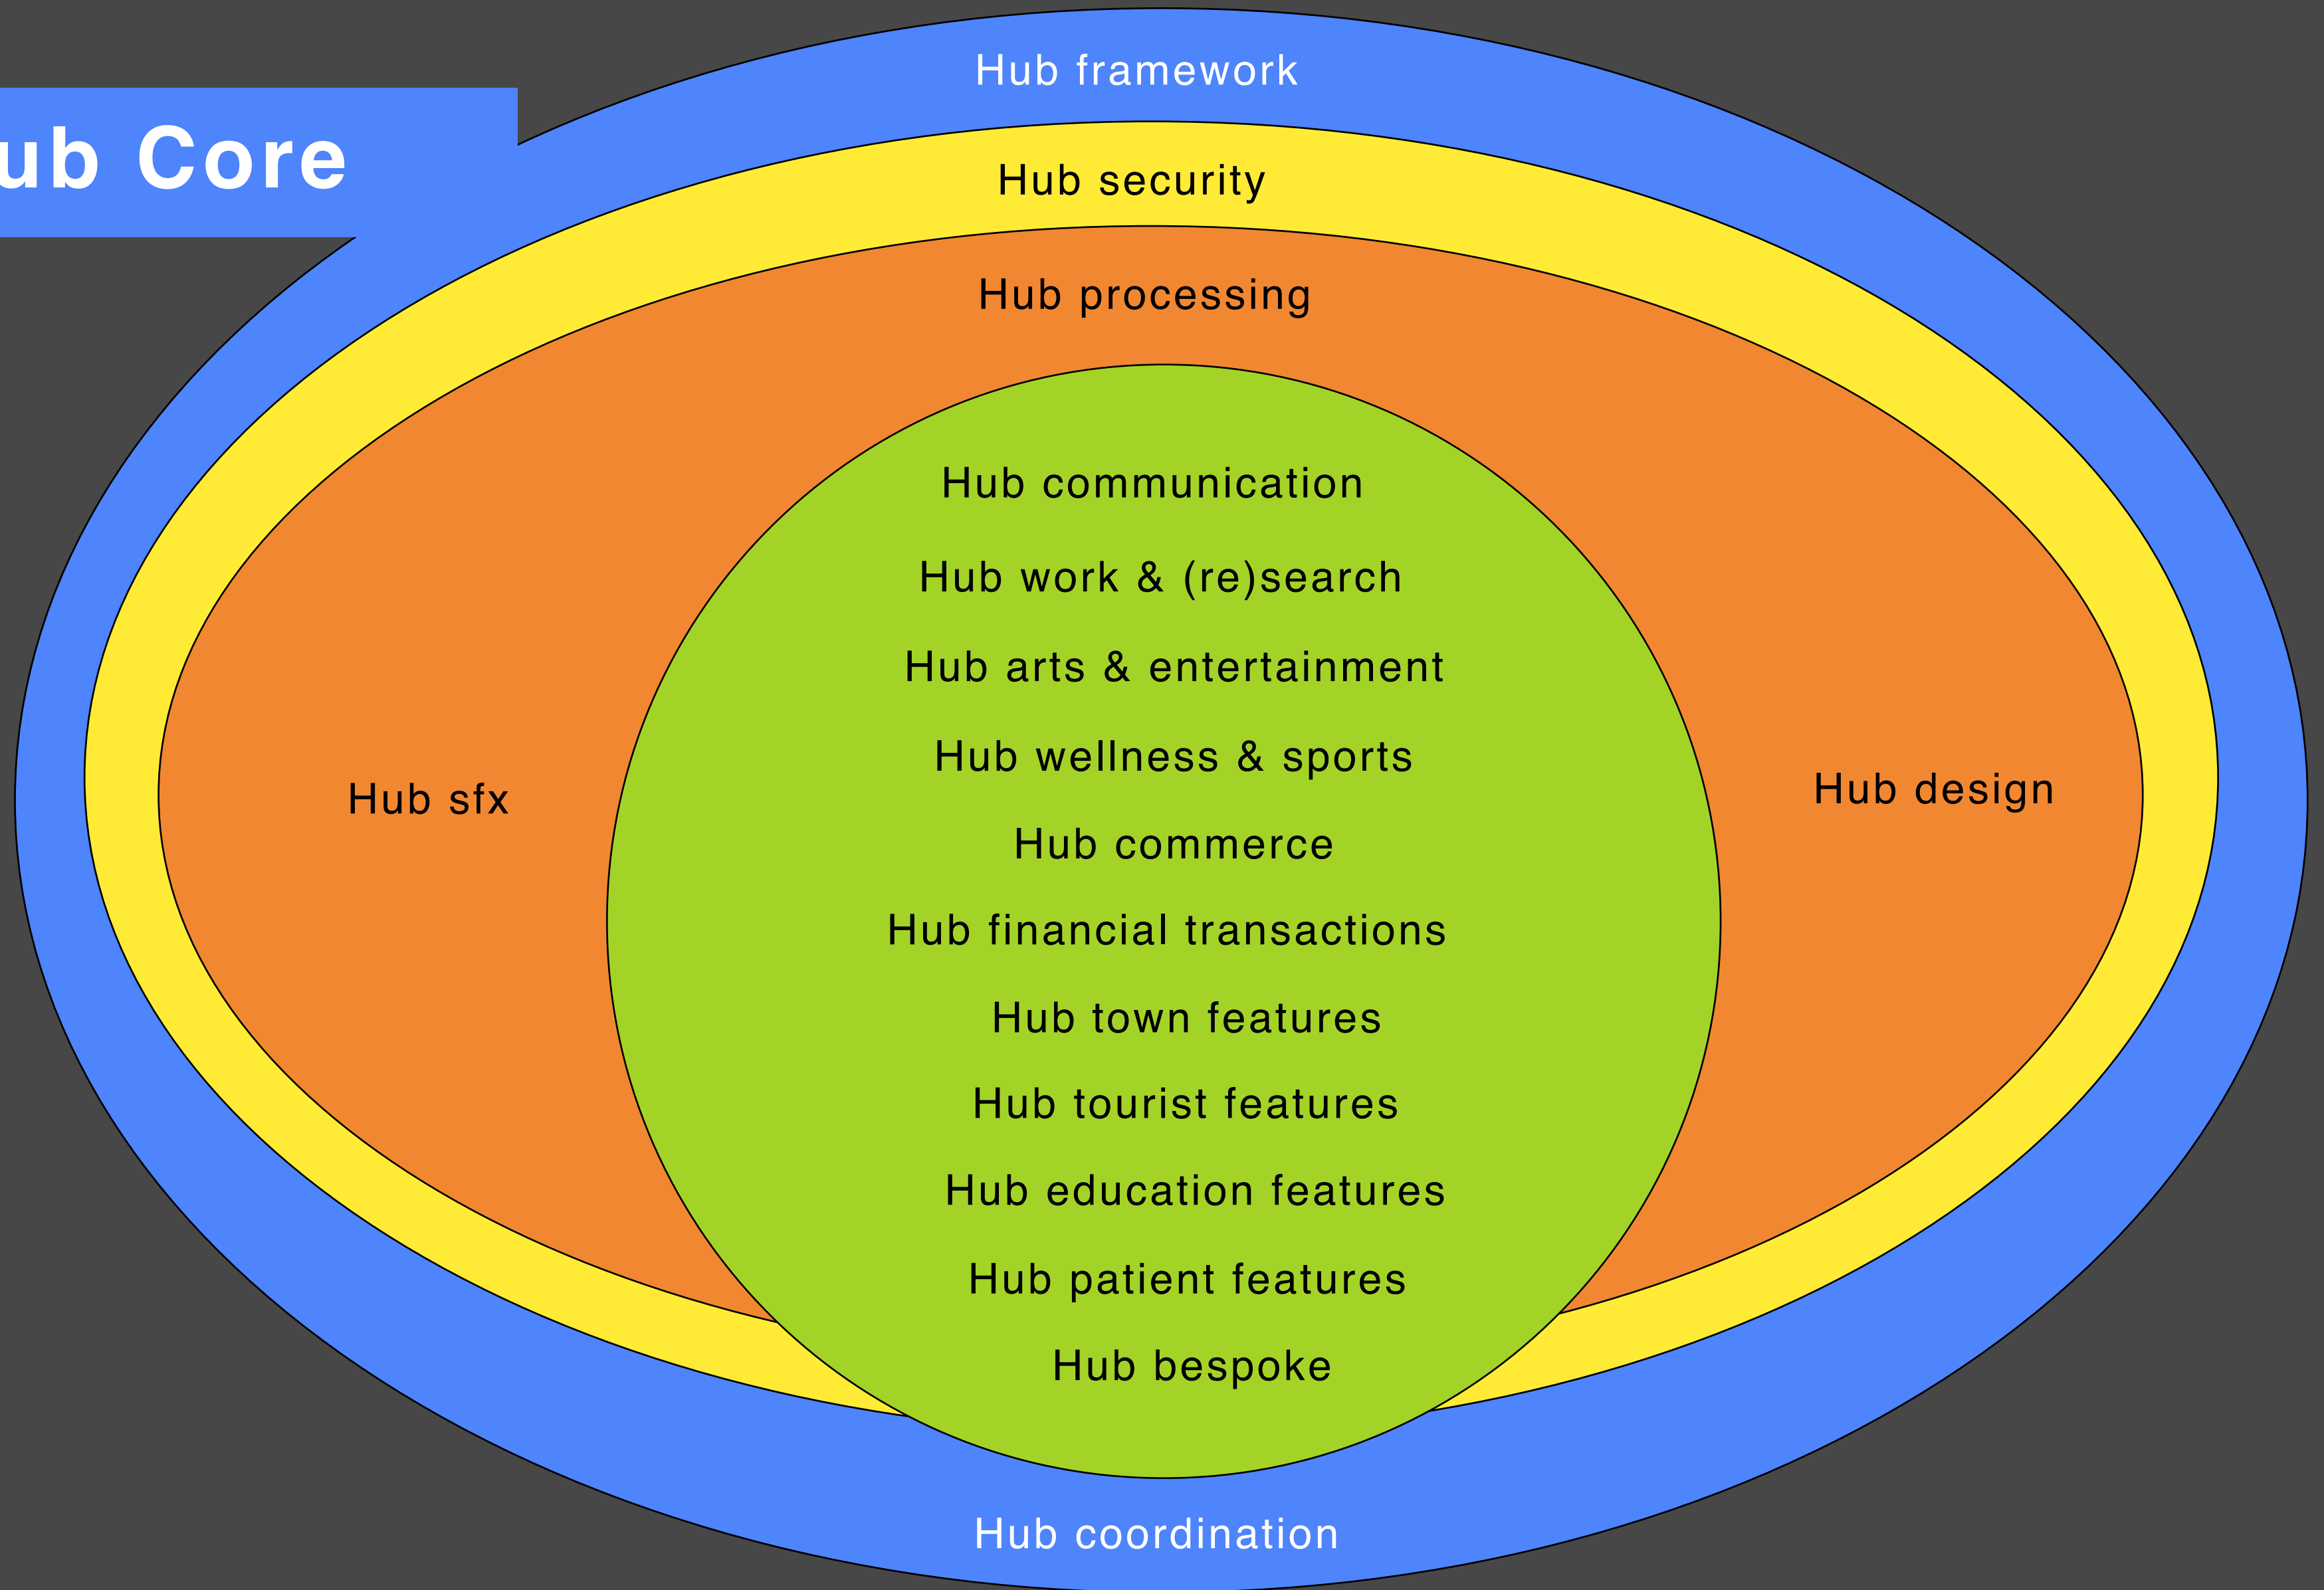 Hub framework
ub Core
Hub security
Hub processing
Hub communication
Hub work & (re)search
Hub arts & entertainment
Hub wellness & sports
Hub sfx
Hub design
Hub commerce
Hub financial transactions
Hub town features
Hub tourist features
Hub education features
Hub patient features
Hub bespoke
Hub coordination